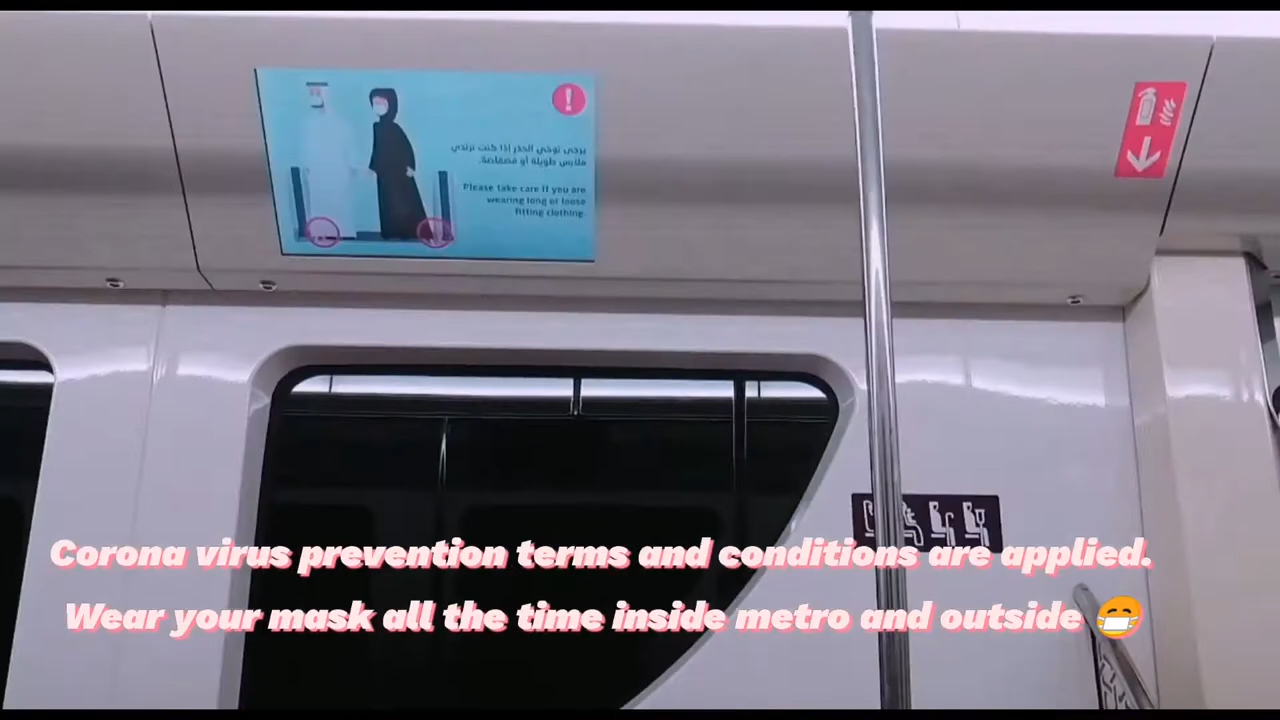 يرجى توخي الحذر إذا كنت ترتدي
ملابس طويلة أو فضفاضة.
Please take care if you are
wearing long or loose
fitting clothing.
Corona virus prevention terms and conditions are applied.
Wear your mask all the time inside metro and outside 😷